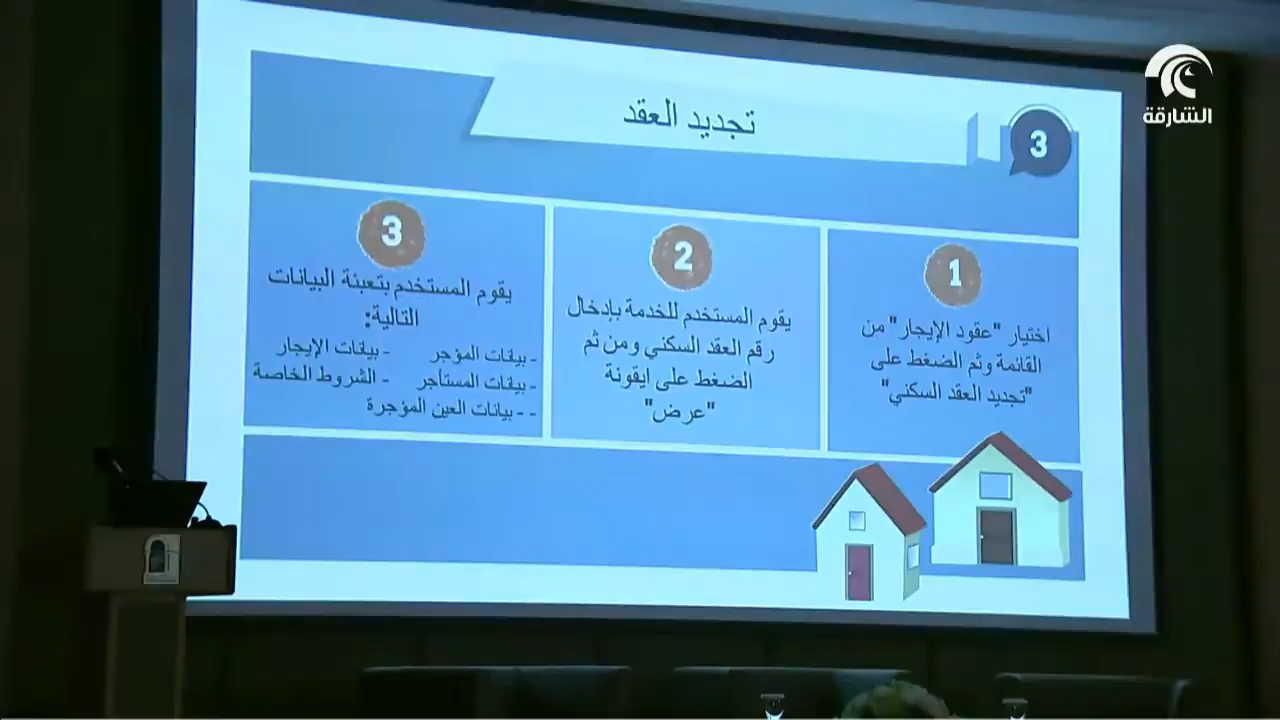 الشارقة
تجديد العقد
3
1
اختيار "عقود الإيجار" من
القائمة وثم الضغط على
"تجديد العقد السكني"
2
يقوم المستخدم للخدمة بإدخال
رقم العقد السكني ومن ثم
الضغط على ايقونة
"عرض"
3
يقوم المستخدم بتعبئة البيانات
التالية:
- بيانات المؤجر - بيانات الإيجار
- بيانات المستأجر - الشروط الخاصة
- - بيانات العين المؤجرة